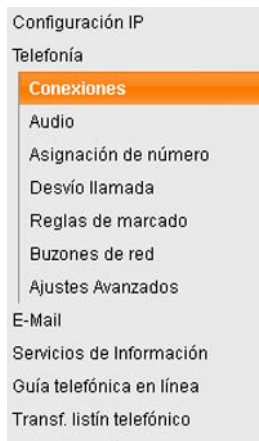 Configuración IP
Telefonía
Conexiones
Audio
Asignación de número
Desvío llamada
Reglas de marcado
Buzones de red
Ajustes Avanzados
E-Mail
Servicios de Información
Guía telefónica en línea
Transf. listín telefónico